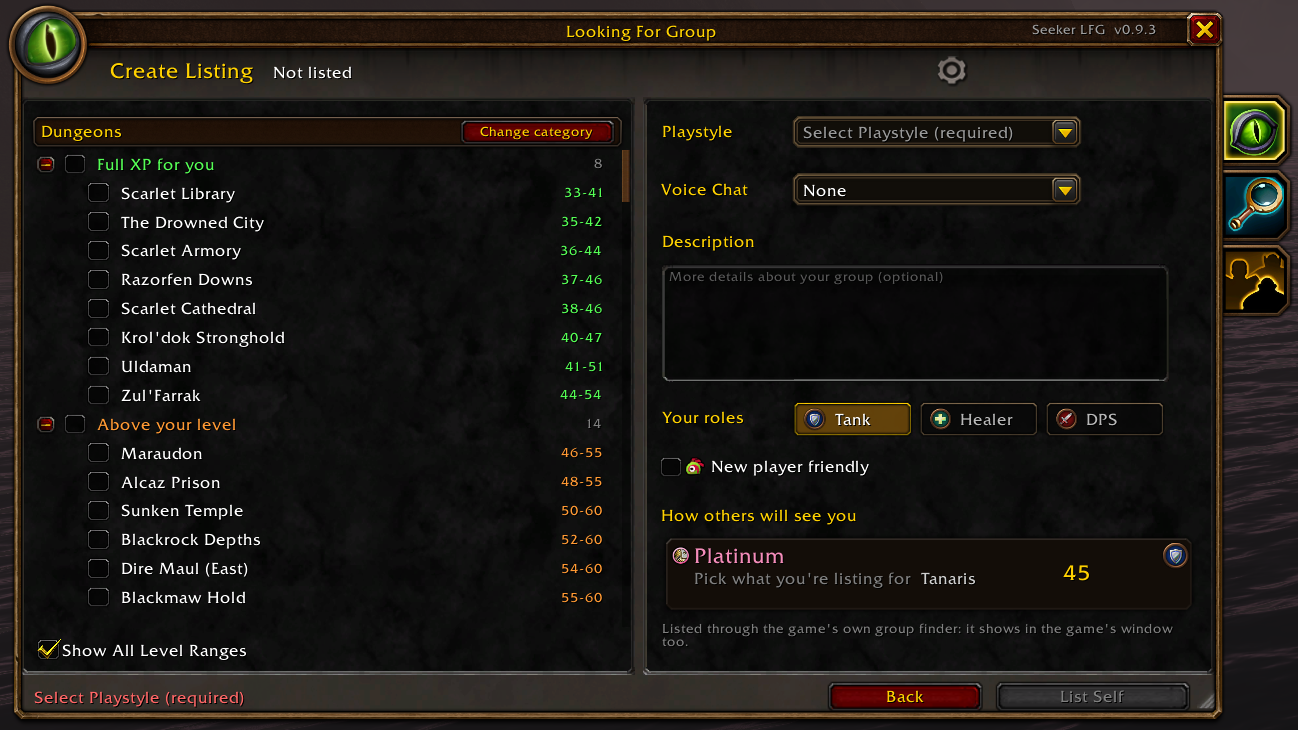 Looking For Group
Seeker LFG v0.9.3
Create Listing Not listed
Dungeons
Change category
Full XP for you 8
Scarlet Library 33-41
The Drowned City 35-42
Scarlet Armory 36-44
Razorfen Downs 37-46
Scarlet Cathedral 38-46
Krol'dok Stronghold 40-47
Uldaman 41-51
Zul'Farrak 44-54
Above your level 14
Maraudon 46-55
Alcaz Prison 48-55
Sunken Temple 50-60
Blackrock Depths 52-60
Dire Maul (East) 54-60
Blackmaw Hold 55-60
Show All Level Ranges
Select Playstyle (required)
Playstyle Select Playstyle (required)
Voice Chat None
Description
More details about your group (optional)
Your roles Tank Healer DPS
New player friendly
How others will see you
Platinum
Pick what you're listing for Tanaris 45
Listed through the game's own group finder: it shows in the game's window
too.
Back List Self